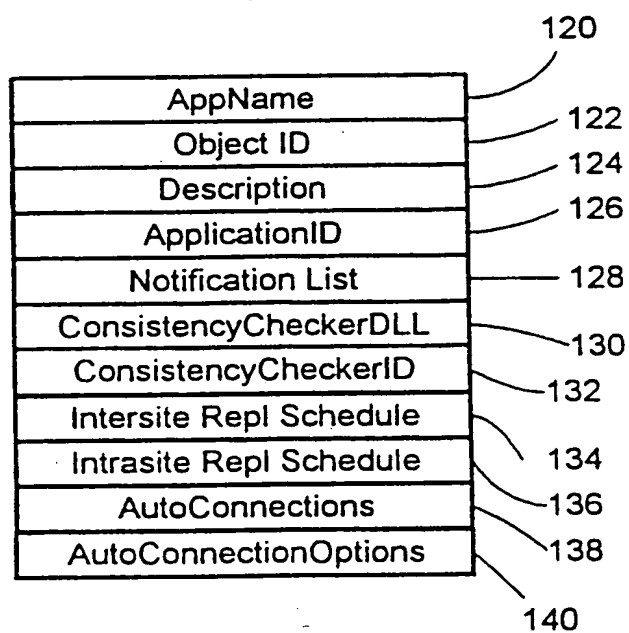 120
AppName
122
Object ID
124
Description
126
ApplicationID
Notification List
128
ConsistencyCheckerDLL
130
ConsistencyCheckerID
132
Intersite Repl Schedule
134
Intrasite Repl Schedule
136
AutoConnections
138
AutoConnectionOptions
140